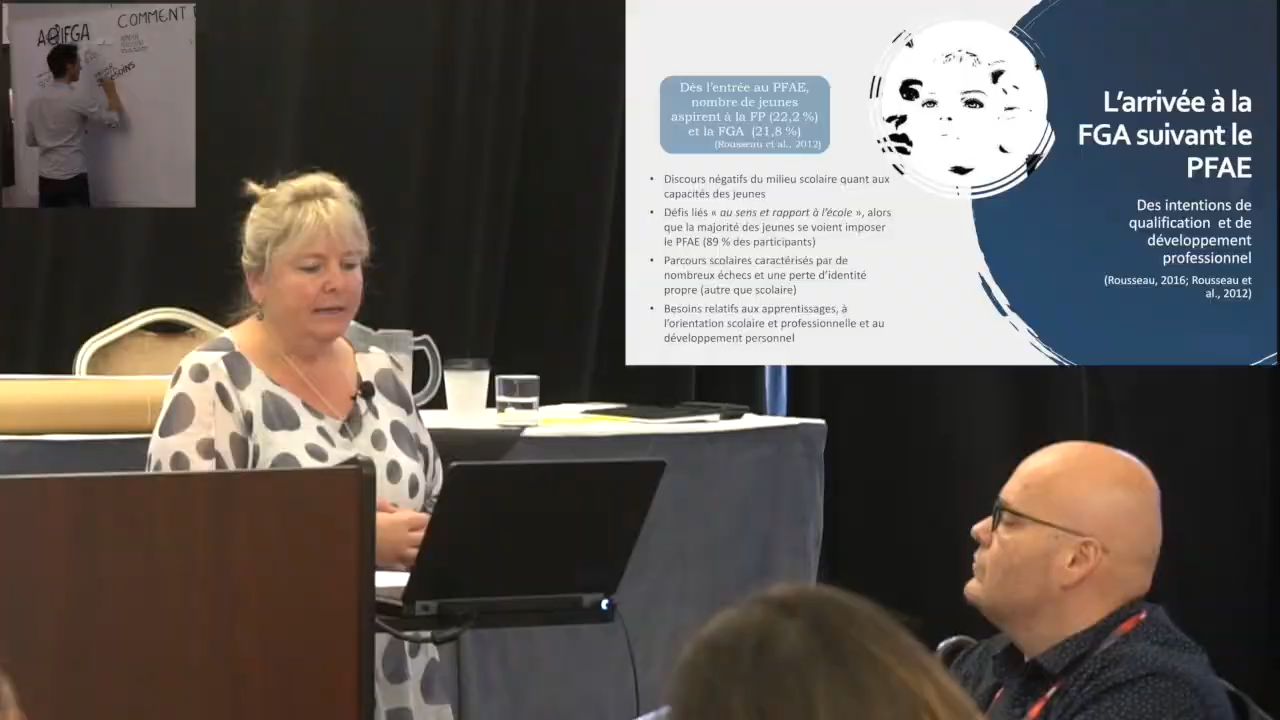 AQIFGA
COMMENT
BESOINS
Dès l'entrée au PFAE,
nombre de jeunes
aspirent à la FP (22,2 %)
et la FGA (21,8 %)
(Rousseau et al., 2012)
• Discours négatifs du milieu scolaire quant aux
capacités des jeunes
• Défis liés « au sens et rapport à l'école », alors
que la majorité des jeunes se voient imposer
le PFAE (89 % des participants)
• Parcours scolaires caractérisés par de
nombreux échecs et une perte d'identité
propre (autre que scolaire)
• Besoins relatifs aux apprentissages, à
l'orientation scolaire et professionnelle et au
développement personnel
L'arrivée à la
FGA suivant le
PFAE
Des intentions de
qualification et de
développement
professionnel
(Rousseau, 2016; Rousseau et
al., 2012)